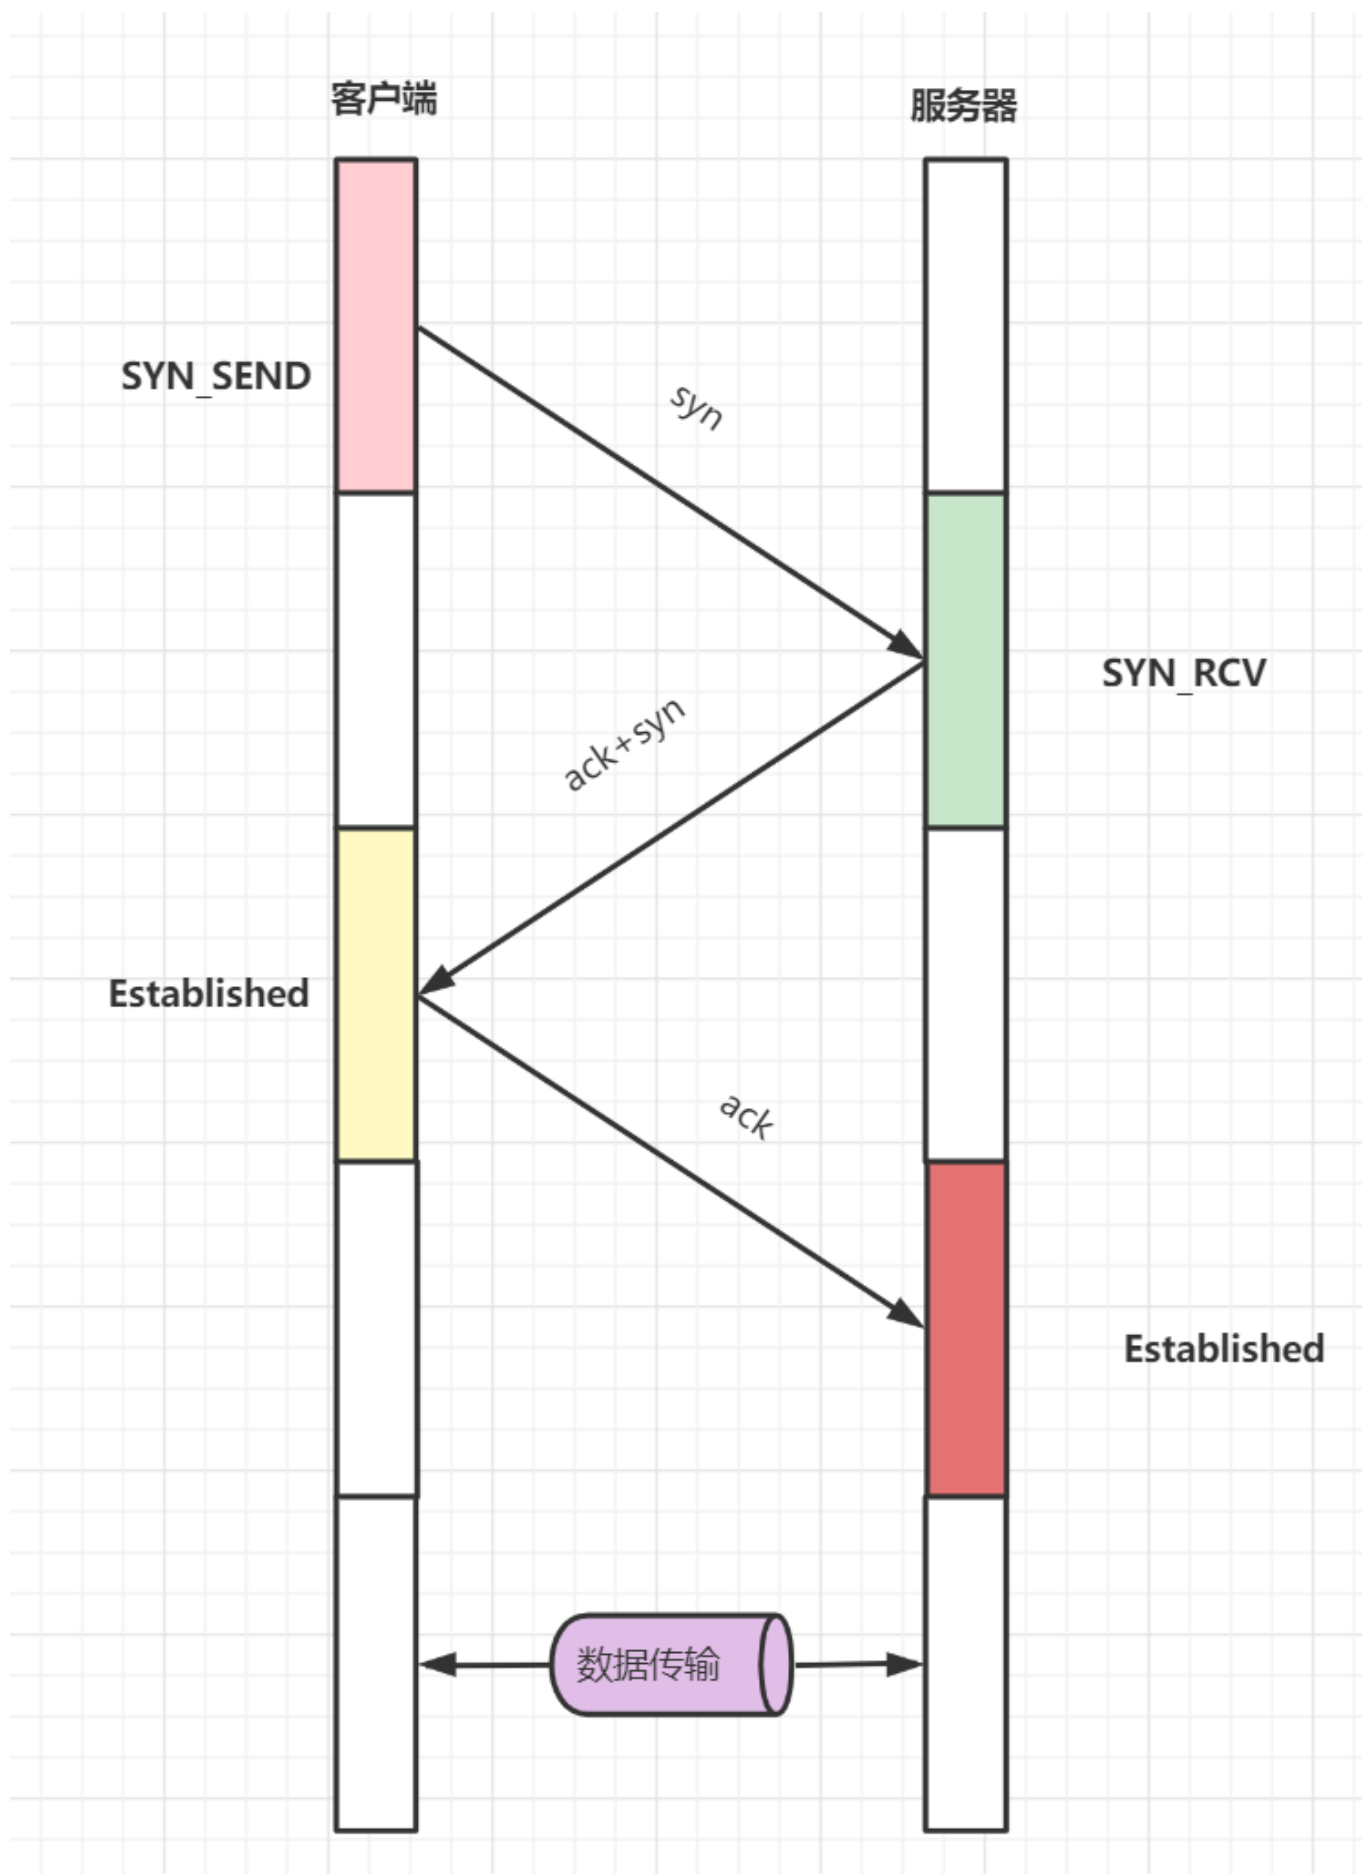 客户端
服务器
SYN_SEND
syn
SYN_RCV
ack+syn
Established
ack
Established
数据传输